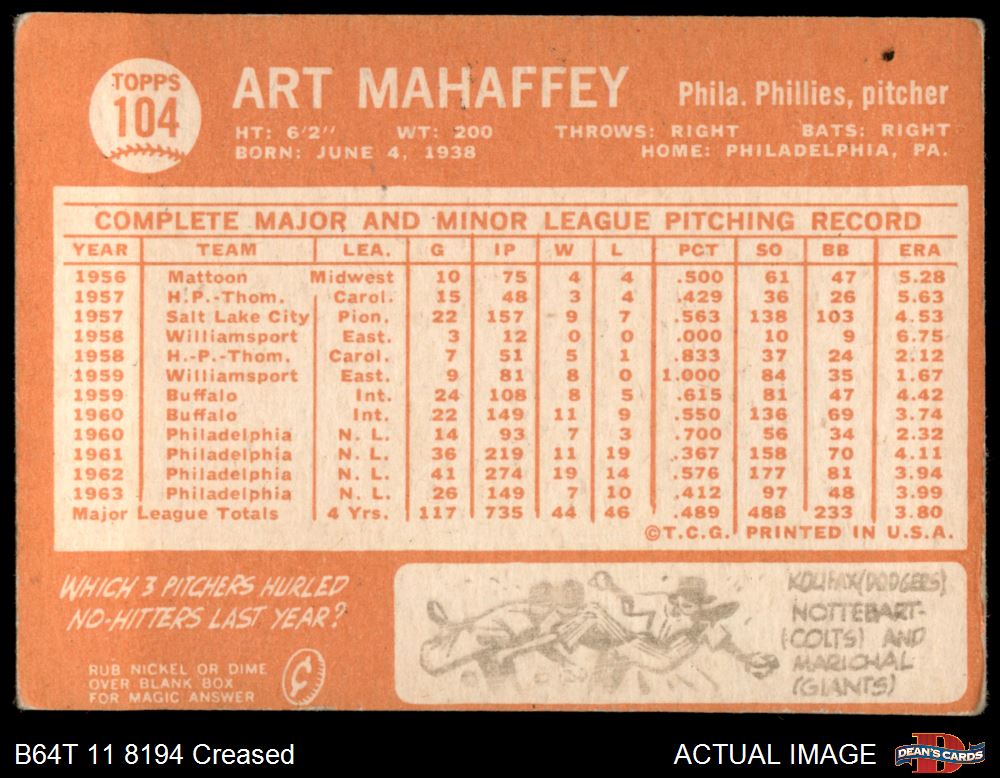 TOPPS
104
ART MAHAFFEY
Phila. Phillies, pitcher
HT: 6'2" WT: 200 THROWS: RIGHT BATS: RIGHT
BORN: JUNE 4, 1938 HOME: PHILADELPHIA, PA.
COMPLETE MAJOR AND MINOR LEAGUE PITCHING RECORD
YEAR TEAM LEA. G IP W L PCT SO BB ERA
1956 Mattoon Midwest 10 75 4 4 .500 61 47 5.28
1957 H.P.-Thom. Carol. 15 48 3 4 .429 36 26 5.63
1957 Salt Lake City Pion. 22 157 9 7 .563 138 103 4.53
1958 Williamsport East. 3 12 0 0 .000 10 9 6.75
1958 H.-P.-Thom. Carol. 7 51 5 1 .833 37 24 2.12
1959 Williamsport East. 9 81 8 0 1.000 84 35 1.67
1959 Buffalo Int. 24 108 8 5 .615 81 47 4.42
1960 Buffalo Int. 22 149 11 9 .550 136 69 3.74
1960 Philadelphia N. L. 14 93 7 3 .700 56 34 2.32
1961 Philadelphia N. L. 36 219 11 19 .367 158 70 4.11
1962 Philadelphia N. L. 41 274 19 14 .576 177 81 3.94
1963 Philadelphia N. L. 26 149 7 10 .412 97 48 3.99
Major League Totals 4 Yrs. 117 735 44 46 .489 488 233 3.80
©T.C.G. PRINTED IN U.S.A.
WHICH 3 PITCHERS HURLED
NO-HITTERS LAST YEAR?
RUB NICKEL OR DIME
OVER BLANK BOX
FOR MAGIC ANSWER
KOUFAX (DODGERS)
NOTTEBART-
(COLTS) AND
MARICHAL
(GIANTS)
B64T 11 8194 Creased
ACTUAL IMAGE
DEAN'S CARDS